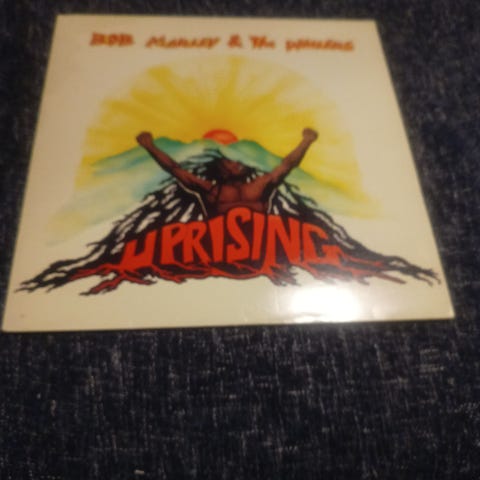 BOB MARLEY & The WAILERS
UPRISING